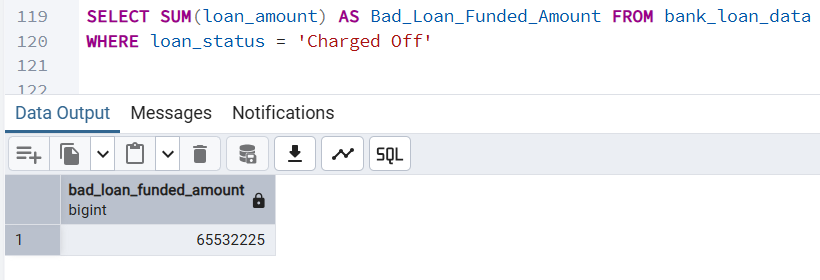 119 SELECT SUM(loan_amount) AS Bad_Loan_Funded_Amount FROM bank_loan_data
120 WHERE loan_status = 'Charged Off'
121
122
Data Output Messages Notifications
SQL
bad_loan_funded_amount
bigint
1 65532225